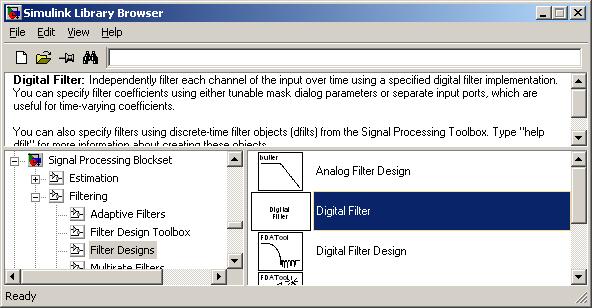 Simulink Library Browser
File Edit View Help
Digital Filter: Independently filter each channel of the input over time using a specified digital filter implementation.
You can specify filter coefficients using either tunable mask dialog parameters or separate input ports, which are
useful for time-varying coefficients.
You can also specify filters using discrete-time filter objects (dfilts) from the Signal Processing Toolbox. Type "help
dfilt" for more information about creating these objects.
Signal Processing Blockset
Estimation
Filtering
Adaptive Filters
Filter Design Toolbox
Filter Designs
Multirate Filters
butter
Analog Filter Design
Digital
Filter
Digital Filter
FDATool
Digital Filter Design
FDATool
Ready